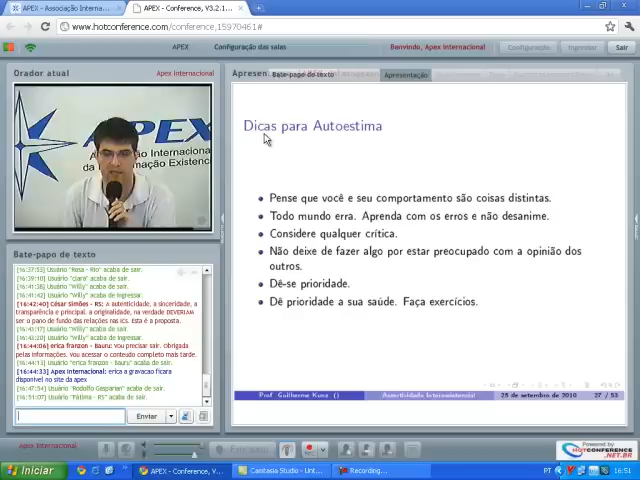 APEX - Associação Interna...
APEX - Conference, V3.2.1...
www.hotconference.com/conference,15970461#
APEX
Configuração das salas
Benvindo, Apex Internacional
Configuração
Ingressar
Sair
Orador atual
Apex Internacional
Apresen
Bate-papo de texto
Apresentação
APEX
Associação Internacional
da Programação Existencial
Dicas para Autoestima
Pense que você e seu comportamento são coisas distintas.
Todo mundo erra. Aprenda com os erros e não desanime.
Considere qualquer crítica.
Não deixe de fazer algo por estar preocupado com a opinião dos
outros.
Dê-se prioridade.
Dê prioridade a sua saúde. Faça exercícios.
Prof. Guilherme Kunz ()
Assertividade Interassistencial
25 de setembro de 2010
27 / 53
Bate-papo de texto
[16:37:53] Usuário "Rosa - Rio" acaba de sair.
[16:39:10] Usuário "clara" acaba de sair.
[16:41:38] Usuário "Willy" acaba de sair.
[16:41:42] Usuário "Willy" acaba de ingressar.
[16:42:40] César Simões - RS: A autenticidade, a sinceridade, a
transparência e principal, a originalidade, na verdade DEVERIAM
ser o pano de fundo das relações nas ICs. Esta é a proposta.
[16:43:17] Usuário "Willy" acaba de sair.
[16:43:29] Usuário "Willy" acaba de ingressar.
[16:44:06] erica franzon - Bauru: Vou precisar sair. Obrigada
pelas informações. Vou acessar o conteúdo completo mais tarde.
[16:44:13] Usuário "erica franzon - bauru" acaba de sair.
[16:44:33] Apex Internacional: erica a gravacao ficara
disponivel no site da apex
[16:47:54] Usuário "Rodolfo Gasparian" acaba de sair.
[16:51:07] Usuário "Fátima - RS" acaba de sair.
Enviar
Apex Internacional
Powered by
HOTCONFERENCE
.NET.BR
Iniciar
APEX - Conference, V...
Camtasia Studio - Unt...
Recording...
PT
16:51